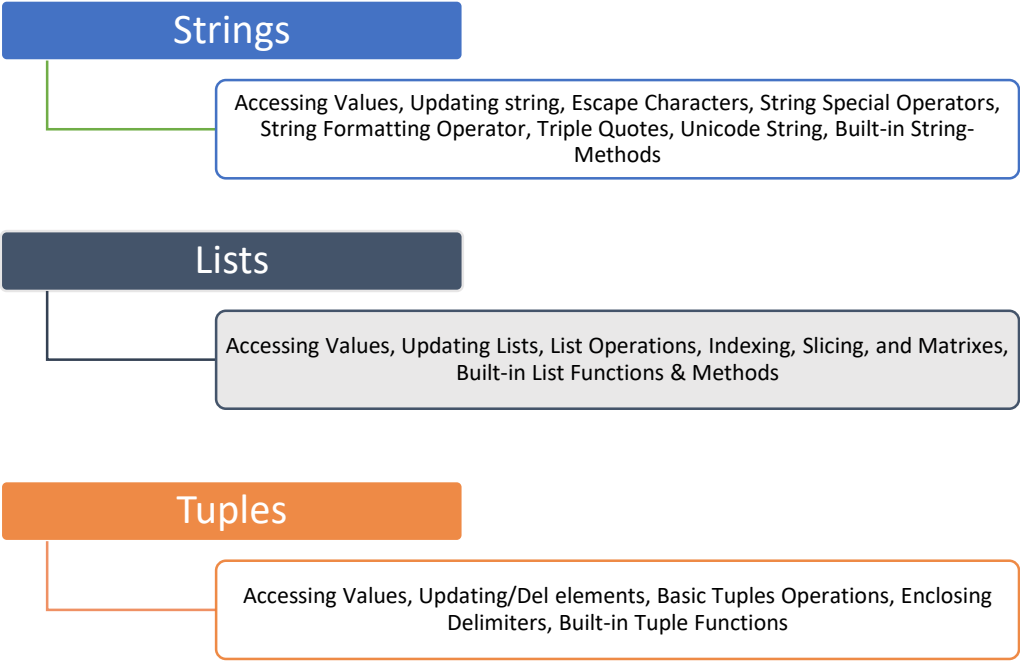 Strings
Accessing Values, Updating string, Escape Characters, String Special Operators,
String Formatting Operator, Triple Quotes, Unicode String, Built-in String-
Methods
Lists
Accessing Values, Updating Lists, List Operations, Indexing, Slicing, and Matrixes,
Built-in List Functions & Methods
Tuples
Accessing Values, Updating/Del elements, Basic Tuples Operations, Enclosing
Delimiters, Built-in Tuple Functions